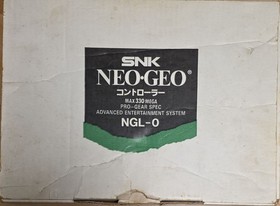 SNK
NEO·GEO®
コントローラー
MAX 330 MEGA
PRO-GEAR SPEC
ADVANCED ENTERTAINMENT SYSTEM
NGL-0